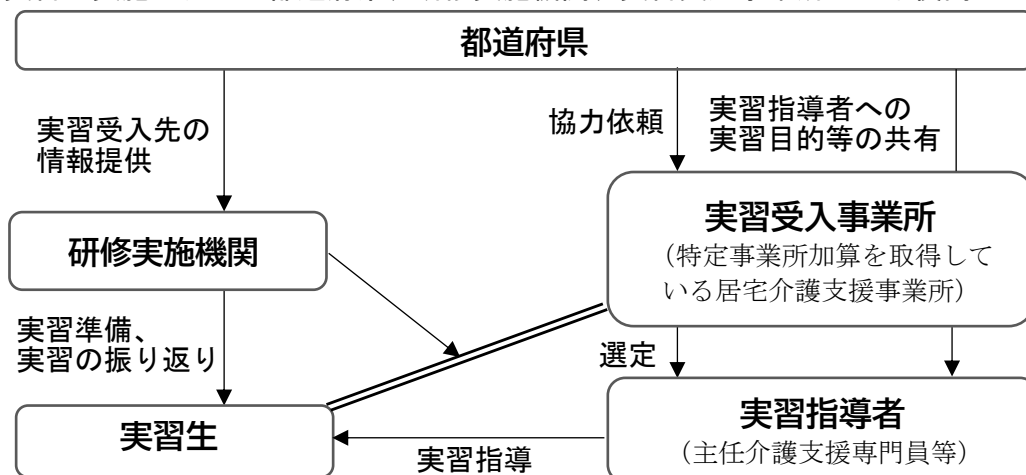 都道府県
実習受入先の
情報提供
協力依頼
実習指導者への
実習目的等の共有
研修実施機関
実習受入事業所
（特定事業所加算を取得して
いる居宅介護支援事業所）
実習準備、
実習の振り返り
選定
実習生
実習指導
実習指導者
（主任介護支援専門員等）